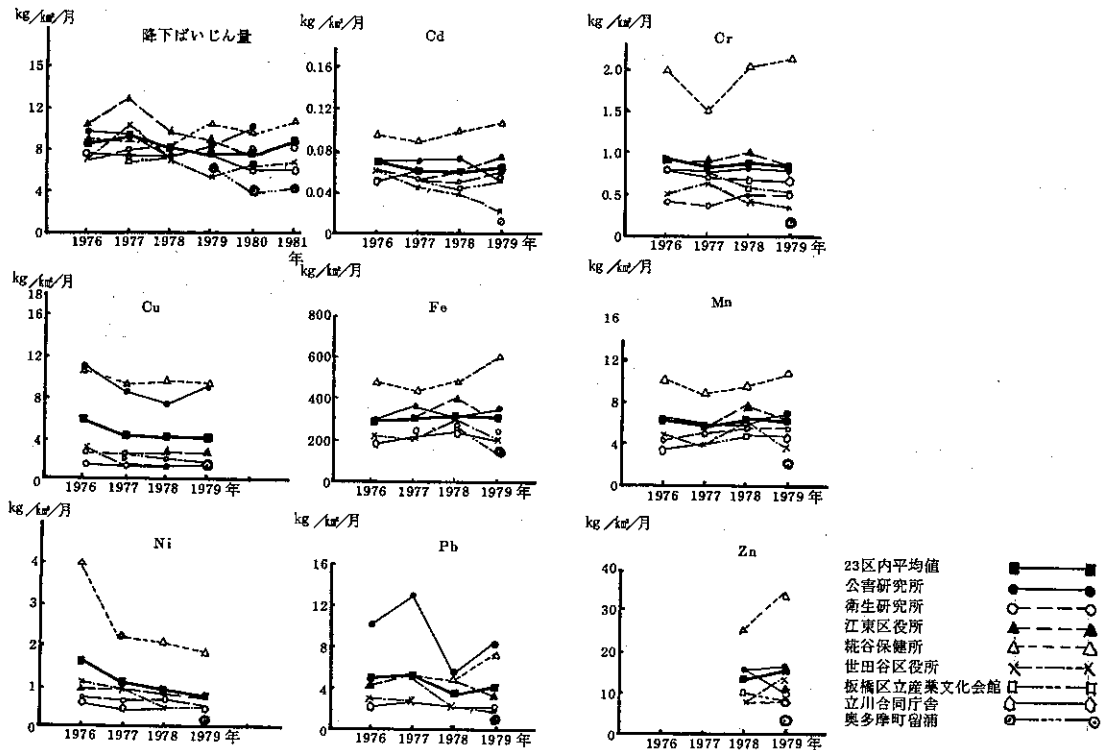 kg/km²/月
降下ばいじん量
15
12
8
4
0
1976 1977 1978 1979 1980 1981
年
kg/km²/月
Cd
0.16
0.12
0.08
0.04
0
1976 1977 1978 1979 年
kg/km²/月
Cr
2.0
1.5
1.0
0.5
0
1976 1977 1978 1979 年
kg/km²/月
Cu
18
12
8
4
0
1976 1977 1978 1979 年
kg/km²/月
Fe
800
600
400
200
0
1976 1977 1978 1979 年
kg/km²/月
Mn
16
12
8
4
0
1976 1977 1978 1979 年
kg/km²/月
Ni
4
3
2
1
0
1976 1977 1978 1979 年
kg/km²/月
Pb
16
12
8
4
0
1976 1977 1978 1979 年
kg/km²/月
Zn
40
30
20
10
0
1976 1977 1978 1979 年
23区内平均値
公害研究所
衛生研究所
江東区役所
糀谷保健所
世田谷区役所
板橋区立産業文化会館
立川合同庁舎
奥多摩町留浦